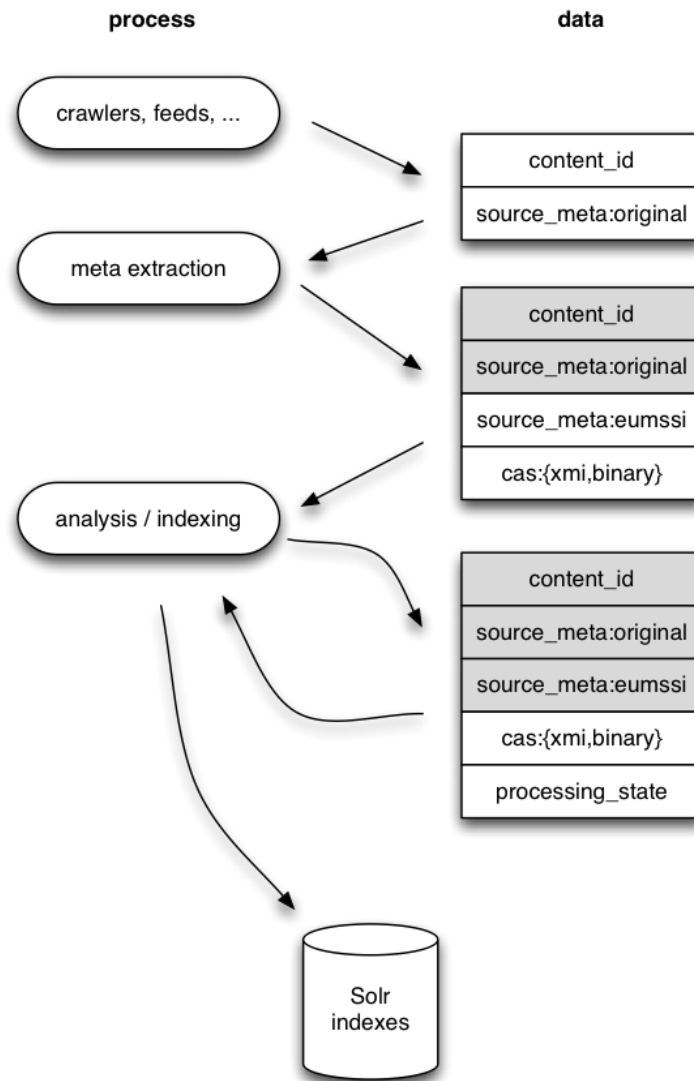 process
data
crawlers, feeds, ...
content_id
source_meta:original
meta extraction
content_id
source_meta:original
source_meta:eumssi
cas:{xmi,binary}
analysis / indexing
content_id
source_meta:original
source_meta:eumssi
cas:{xmi,binary}
processing_state
Solr
indexes